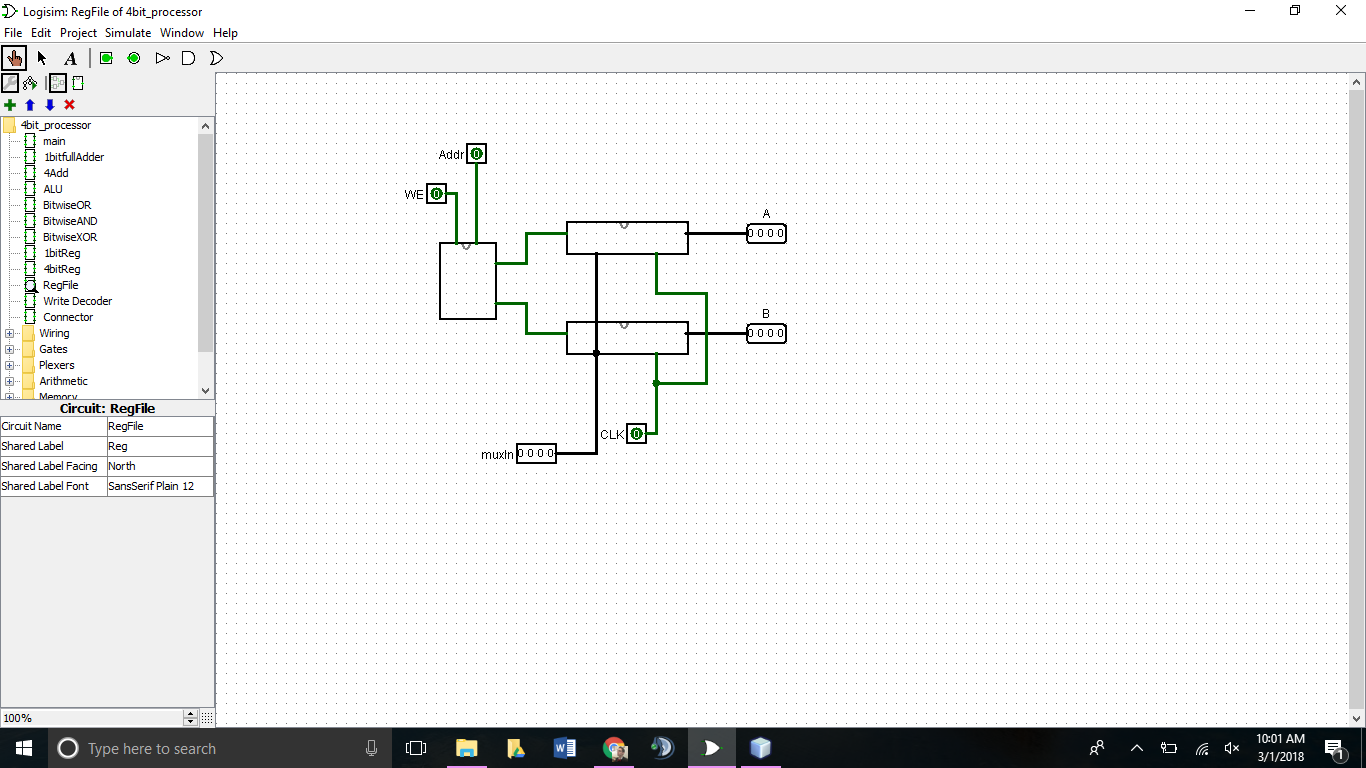 Logisim: RegFile of 4bit_processor
File Edit Project Simulate Window Help
A
4bit_processor
main
1bitfullAdder
4Add
ALU
BitwiseOR
BitwiseAND
BitwiseXOR
1bitReg
4bitReg
RegFile
Write Decoder
Connector
Wiring
Gates
Plexers
Arithmetic
Memory
Circuit: RegFile
Circuit Name RegFile
Shared Label Reg
Shared Label Facing North
Shared Label Font SansSerif Plain 12
100%
Addr 0
WE 0
A
0 0 0 0
B
0 0 0 0
CLK 0
muxIn 0 0 0 0
Type here to search
10:01 AM
3/1/2018
1